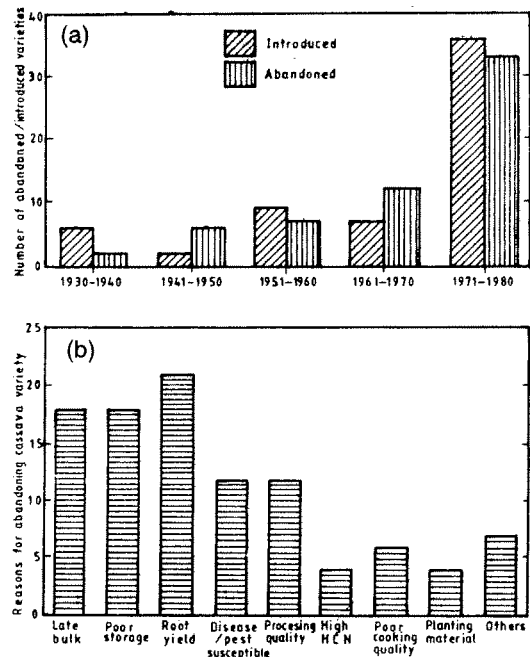 (a)
Introduced
Abandoned
Number of abandoned/introduced varieties
40
30
10
10
0
1930-1940
1941-1950
1951-1960
1961-1970
1971-1980
(b)
Reasons for abandoning cassava variety
25
20
15
10
5
0
Late bulk
Poor storage
Root yield
Disease /pest susceptible
Procesing quality
High HCN
Poor cooking quality
Planting material
Others